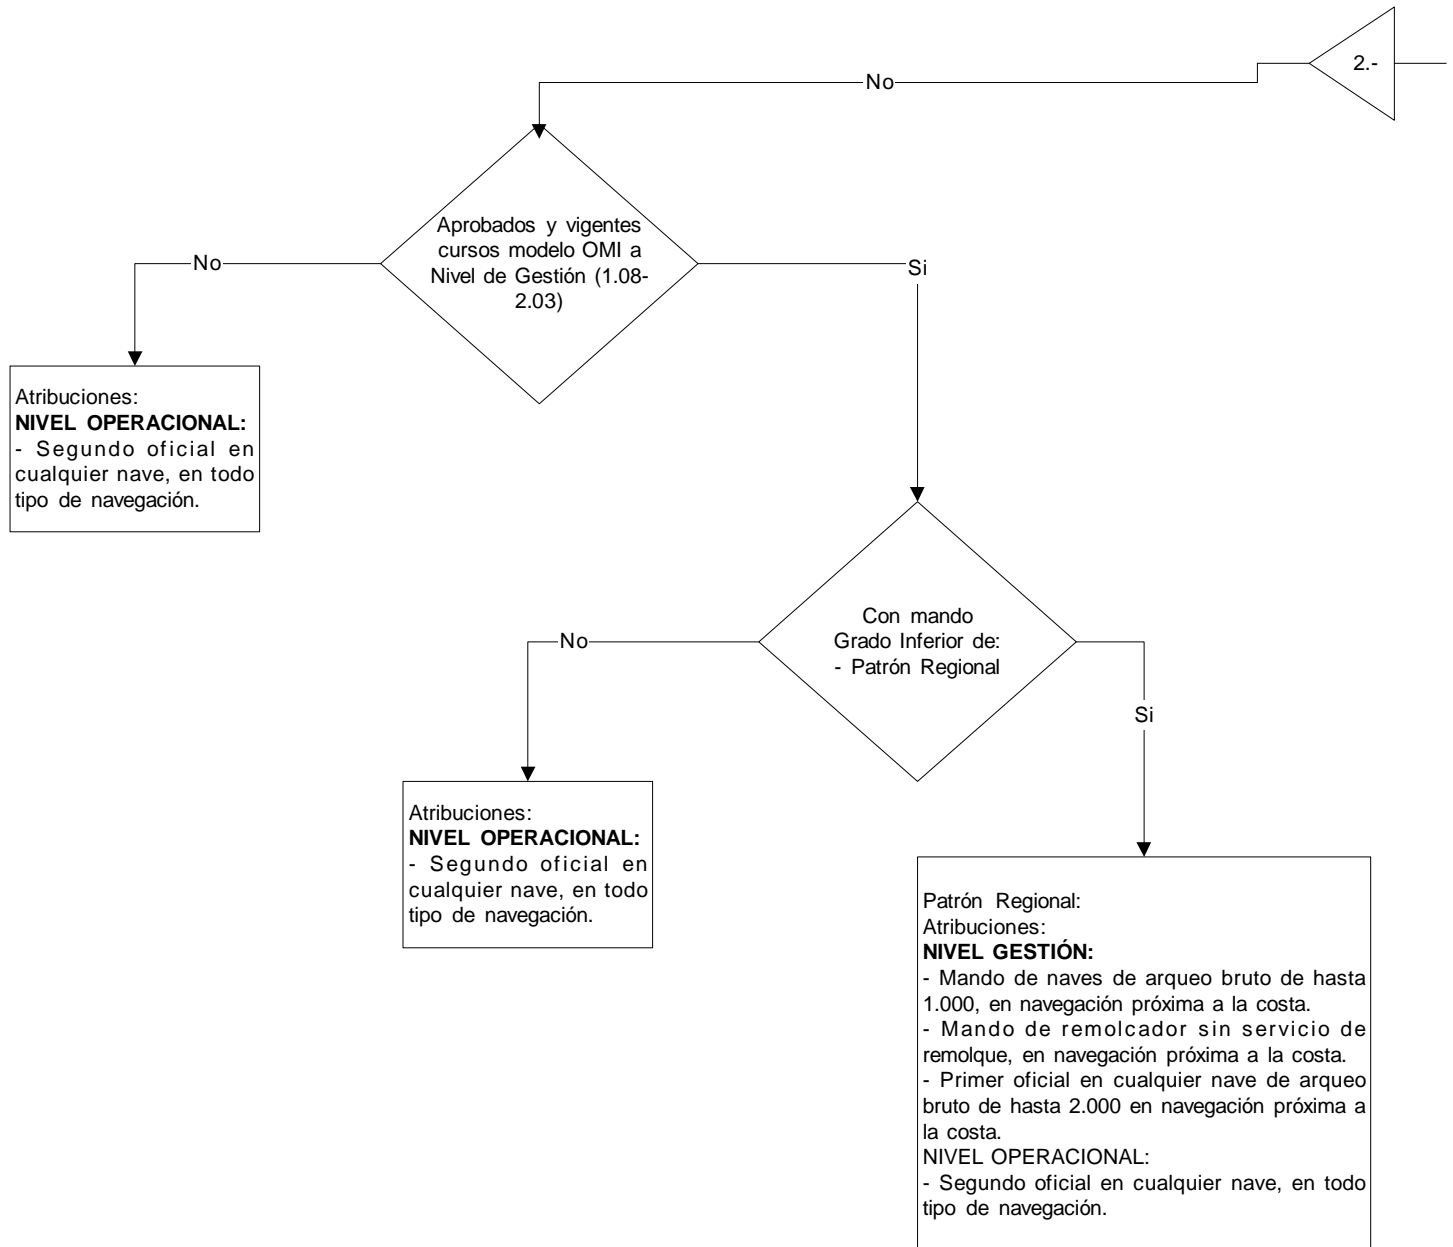 2.-
No
Aprobados y vigentes
cursos modelo OMI a
Nivel de Gestión (1.08-
2.03)
No
Si
Atribuciones:
NIVEL OPERACIONAL:
- Segundo oficial en
cualquier nave, en todo
tipo de navegación.
Con mando
Grado Inferior de:
- Patrón Regional
No
Si
Atribuciones:
NIVEL OPERACIONAL:
- Segundo oficial en
cualquier nave, en todo
tipo de navegación.
Patrón Regional:
Atribuciones:
NIVEL GESTIÓN:
- Mando de naves de arqueo bruto de hasta
1.000, en navegación próxima a la costa.
- Mando de remolcador sin servicio de
remolque, en navegación próxima a la costa.
- Primer oficial en cualquier nave de arqueo
bruto de hasta 2.000 en navegación próxima a
la costa.
NIVEL OPERACIONAL:
- Segundo oficial en cualquier nave, en todo
tipo de navegación.